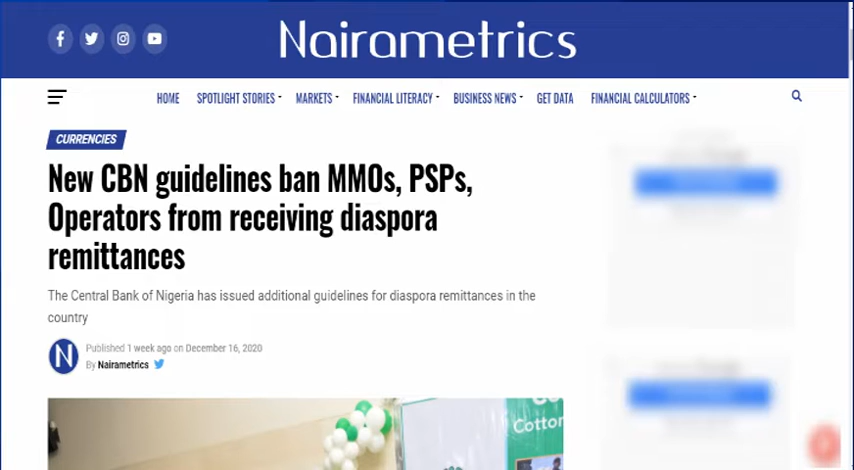 Nairametrics
HOME SPOTLIGHT STORIES MARKETS FINANCIAL LITERACY BUSINESS NEWS GET DATA FINANCIAL CALCULATORS
CURRENCIES
New CBN guidelines ban MMOs, PSPs,
Operators from receiving diaspora
remittances
The Central Bank of Nigeria has issued additional guidelines for diaspora remittances in the
country
N
Published 1 week ago on December 16, 2020
By Nairametrics
Cotton